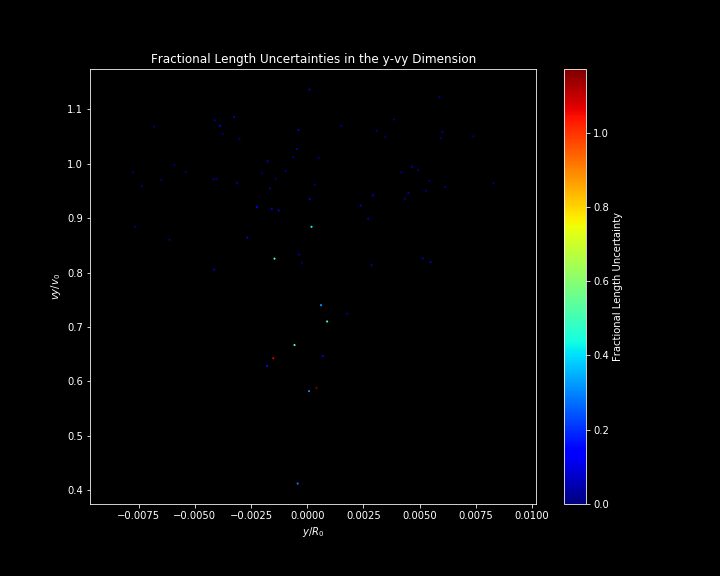 Fractional Length Uncertainties in the y-vy Dimension
1.1
1.0
0.9
0.8
0.7
0.6
0.5
0.4
vy/v₀
−0.0075 −0.0050 −0.0025 0.0000 0.0025 0.0050 0.0075 0.0100
y/R₀
1.0
0.8
0.6
0.4
0.2
0.0
Fractional Length Uncertainty